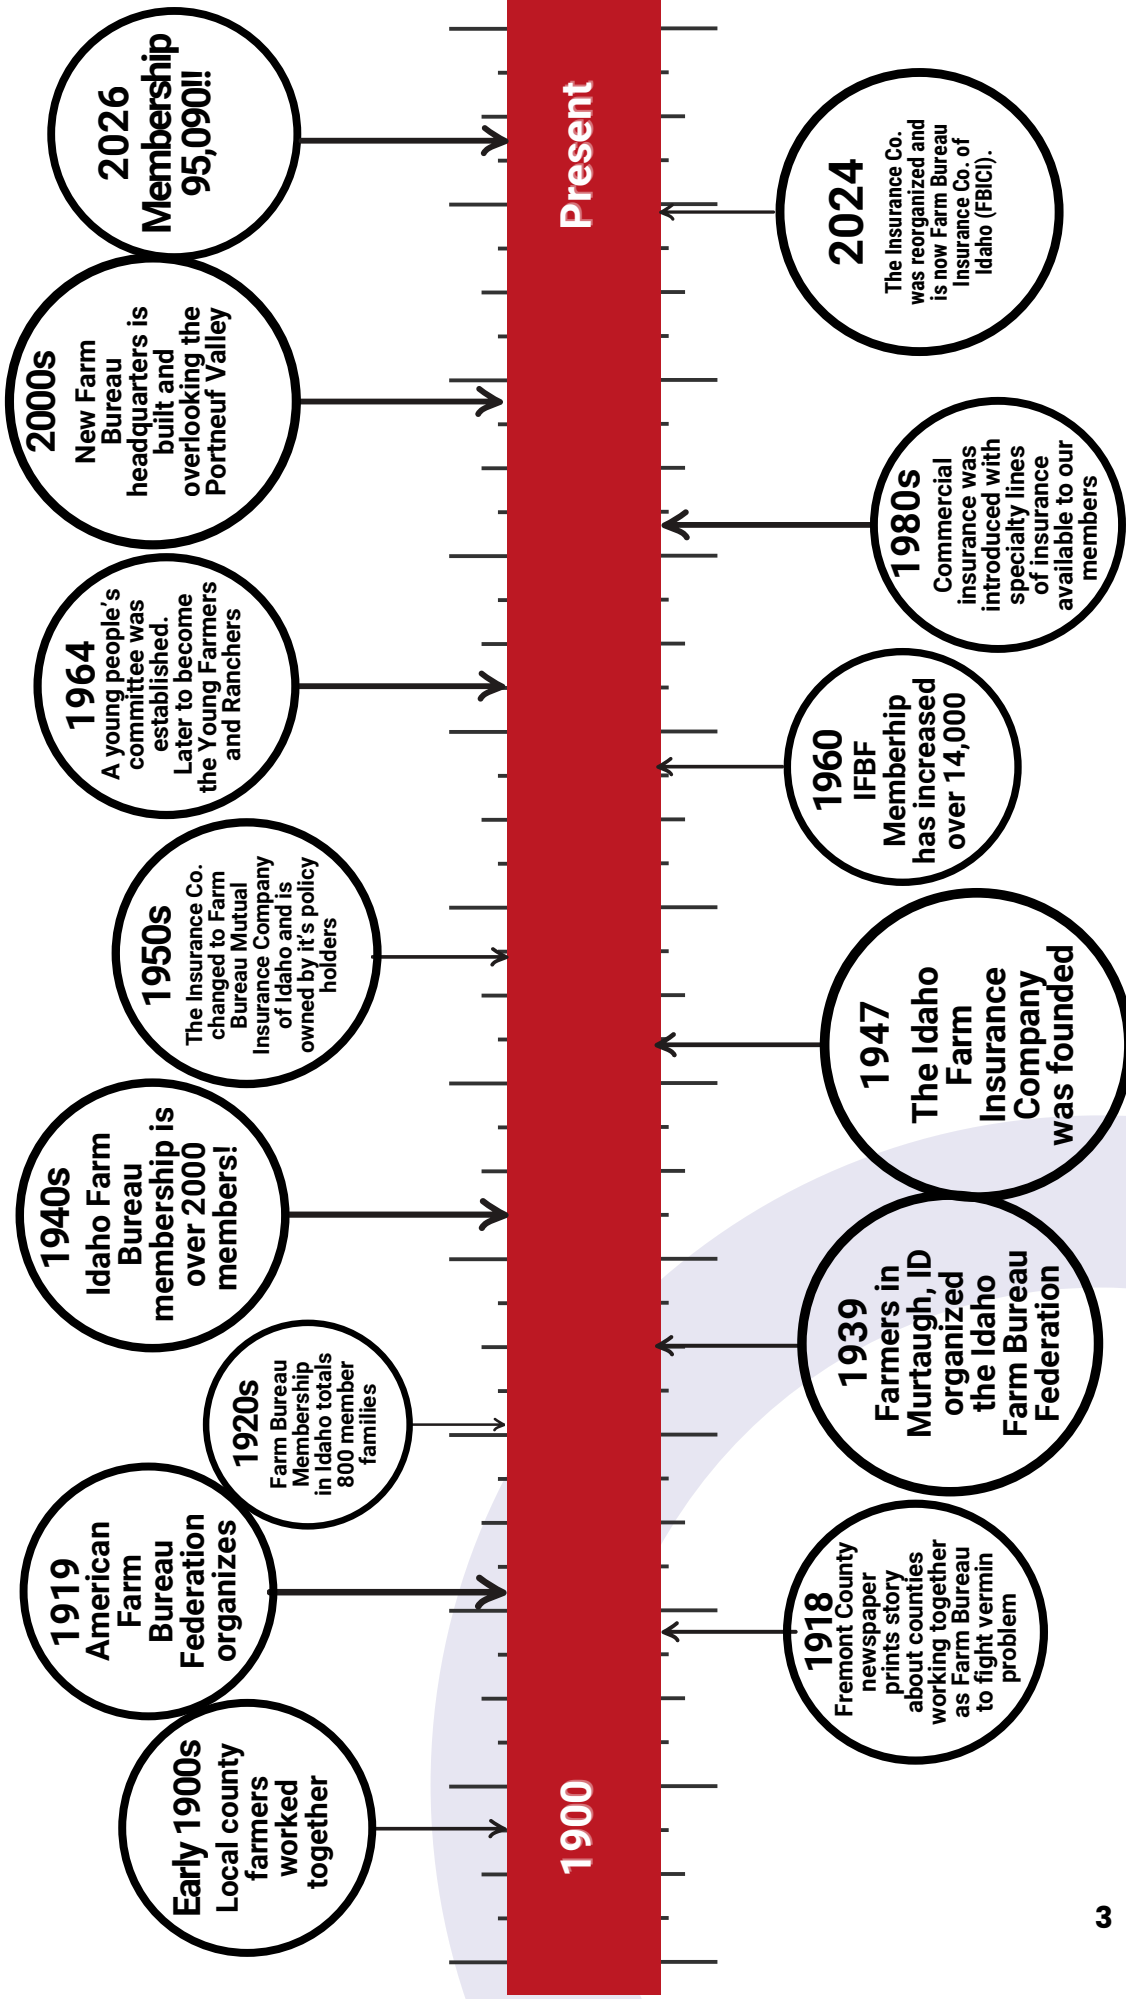 Early 1900s
Local county
farmers
worked
together
1919
American
Farm
Bureau
Federation
organizes
1920s
Farm Bureau
Membership
in Idaho totals
800 member
families
1940s
Idaho Farm
Bureau
membership is
over 2000
members!
1950s
The Insurance Co.
changed to Farm
Bureau Mutual
Insurance Company
of Idaho and is
owned by it's policy
holders
1964
A young people's
committee was
established.
Later to become
the Young Farmers
and Ranchers
2000s
New Farm
Bureau
headquarters is
built and
overlooking the
Portneuf Valley
2026
Membership
95,090!!
1900
Present
1918
Fremont County
newspaper
prints story
about counties
working together
as Farm Bureau
to fight vermin
problem
1939
Farmers in
Murtaugh, ID
organized
the Idaho
Farm Bureau
Federation
1947
The Idaho
Farm
Insurance
Company
was founded
1960
IFBF
Memberhip
has increased
over 14,000
1980s
Commercial
insurance was
introduced with
specialty lines
of insurance
available to our
members
2024
The Insurance Co.
was reorganized and
is now Farm Bureau
Insurance Co. of
Idaho (FBICI).
3